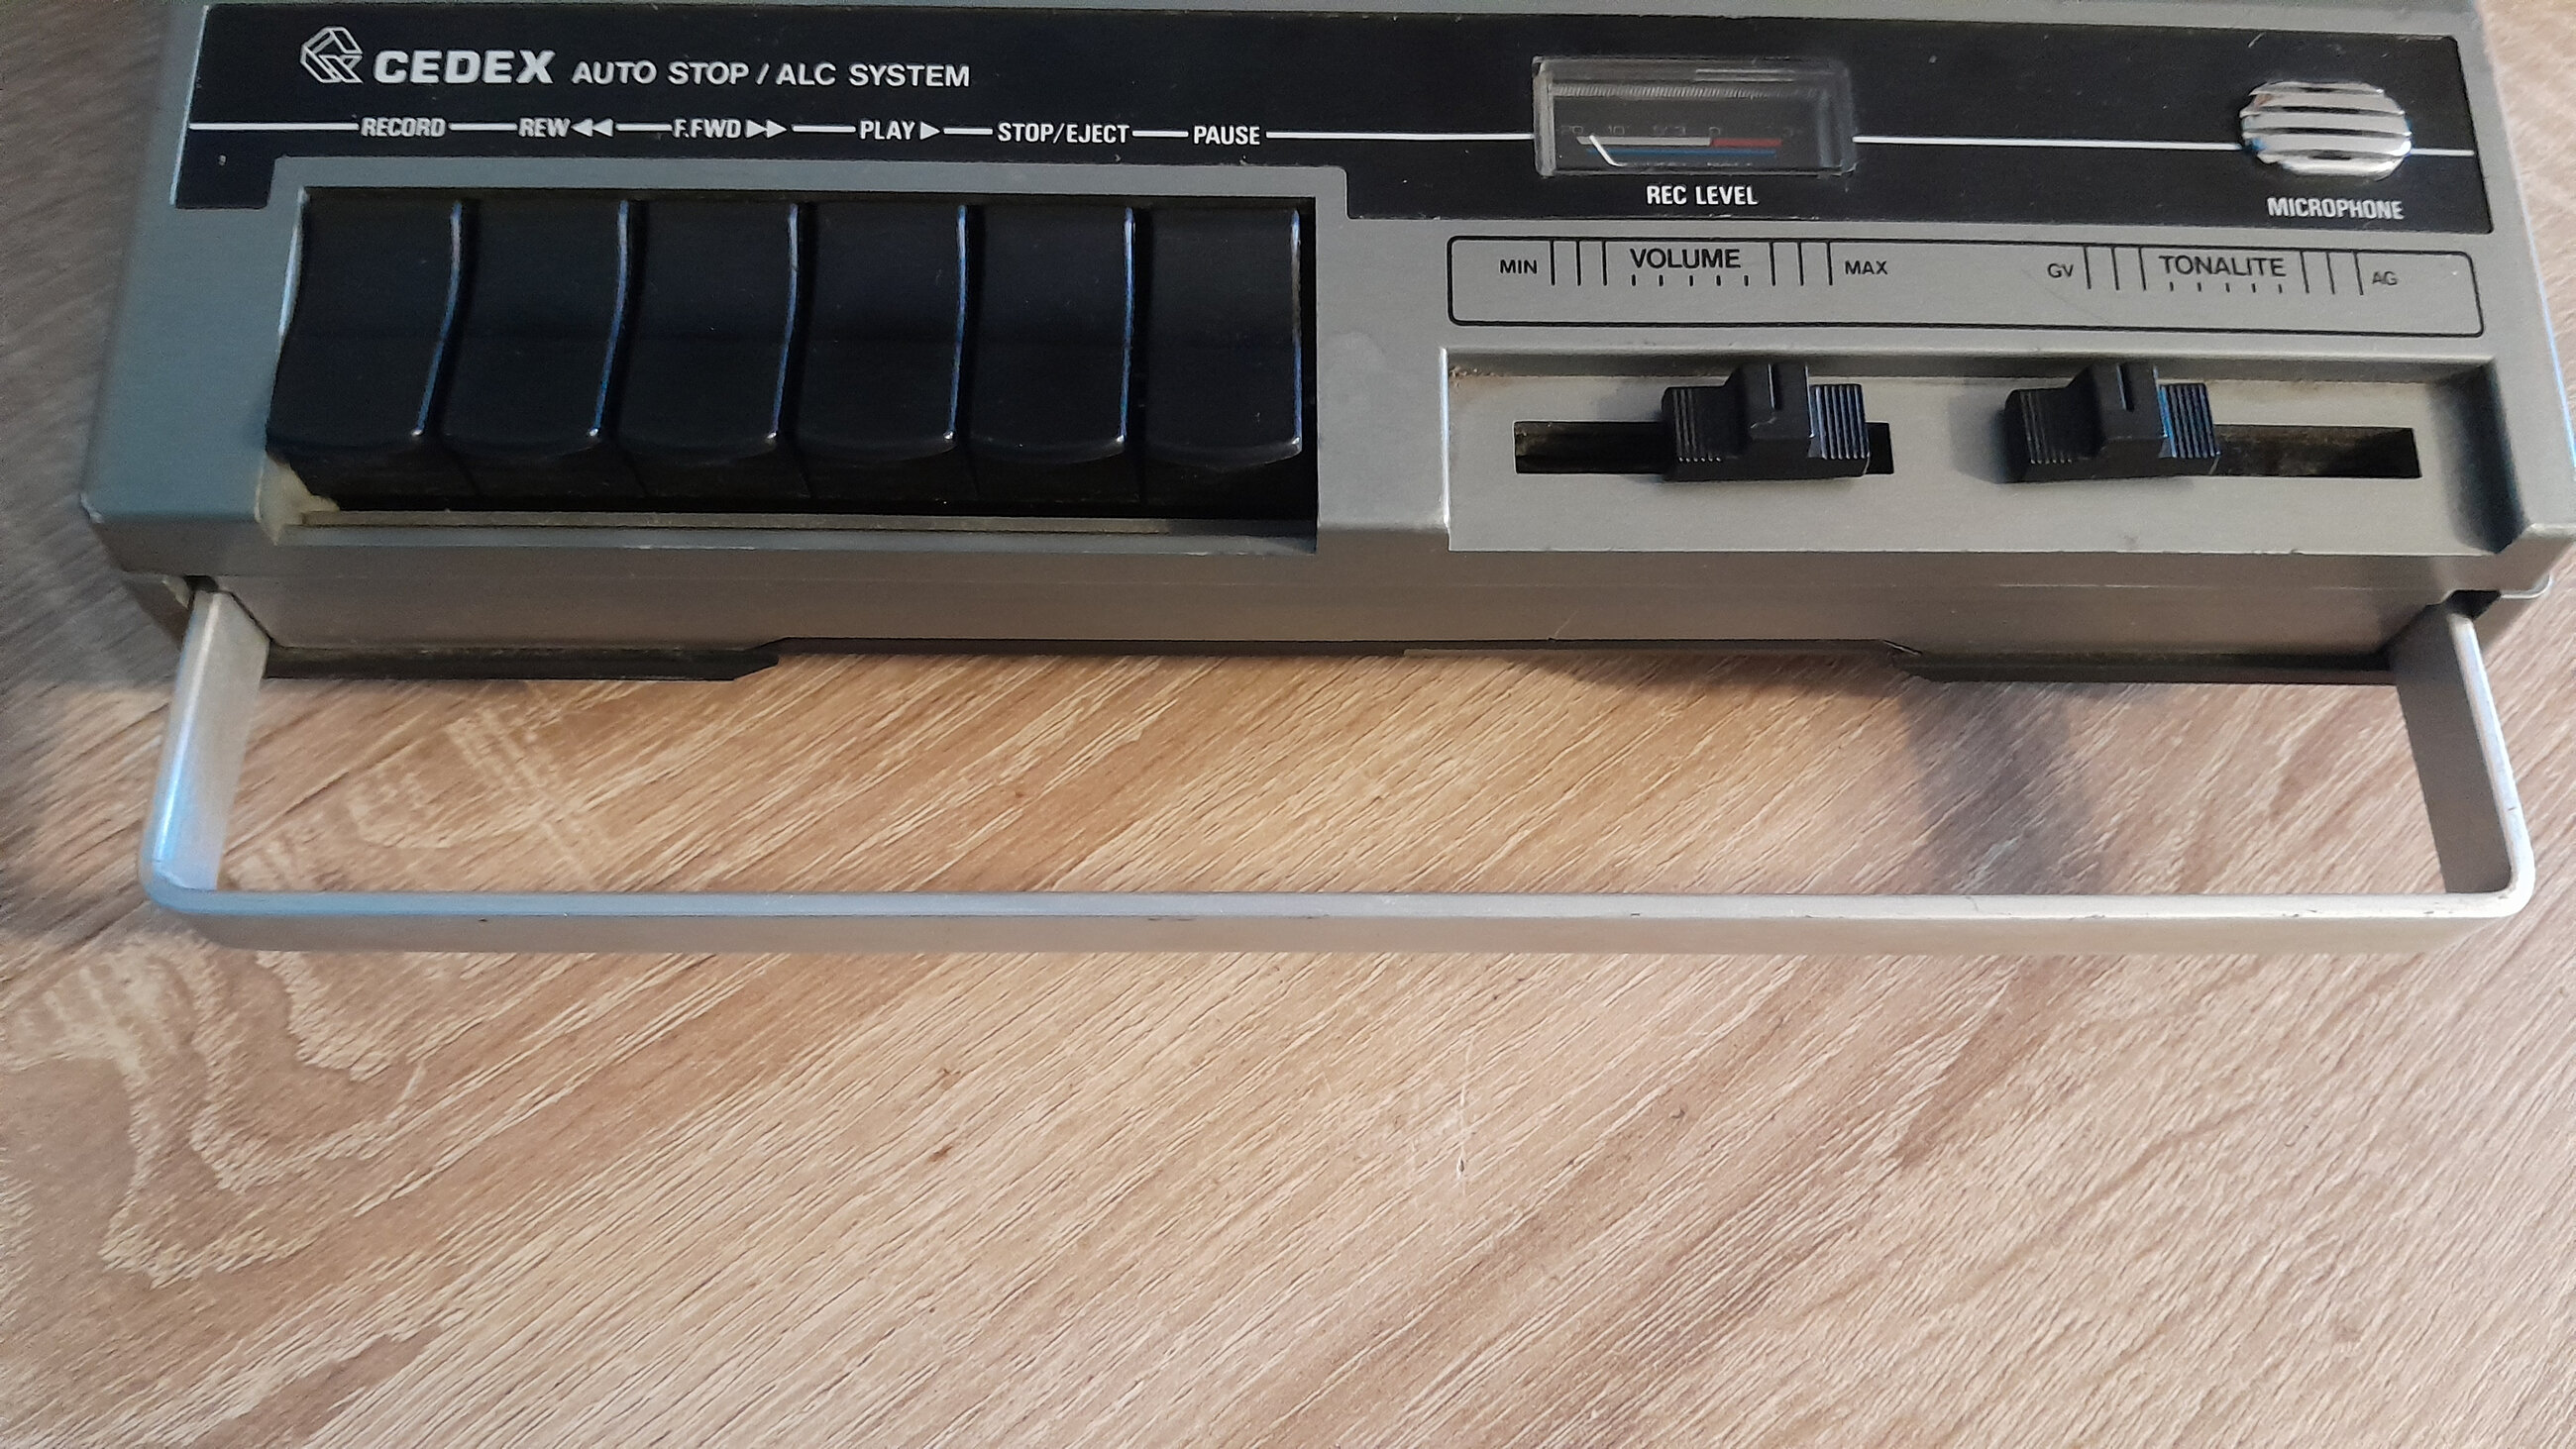 CEDEX AUTO STOP / ALC SYSTEM
RECORD REW ◀◀ F.FWD ▶▶ PLAY ▶ STOP/EJECT PAUSE
REC LEVEL
MICROPHONE
MIN VOLUME MAX
GV TONALITE AG